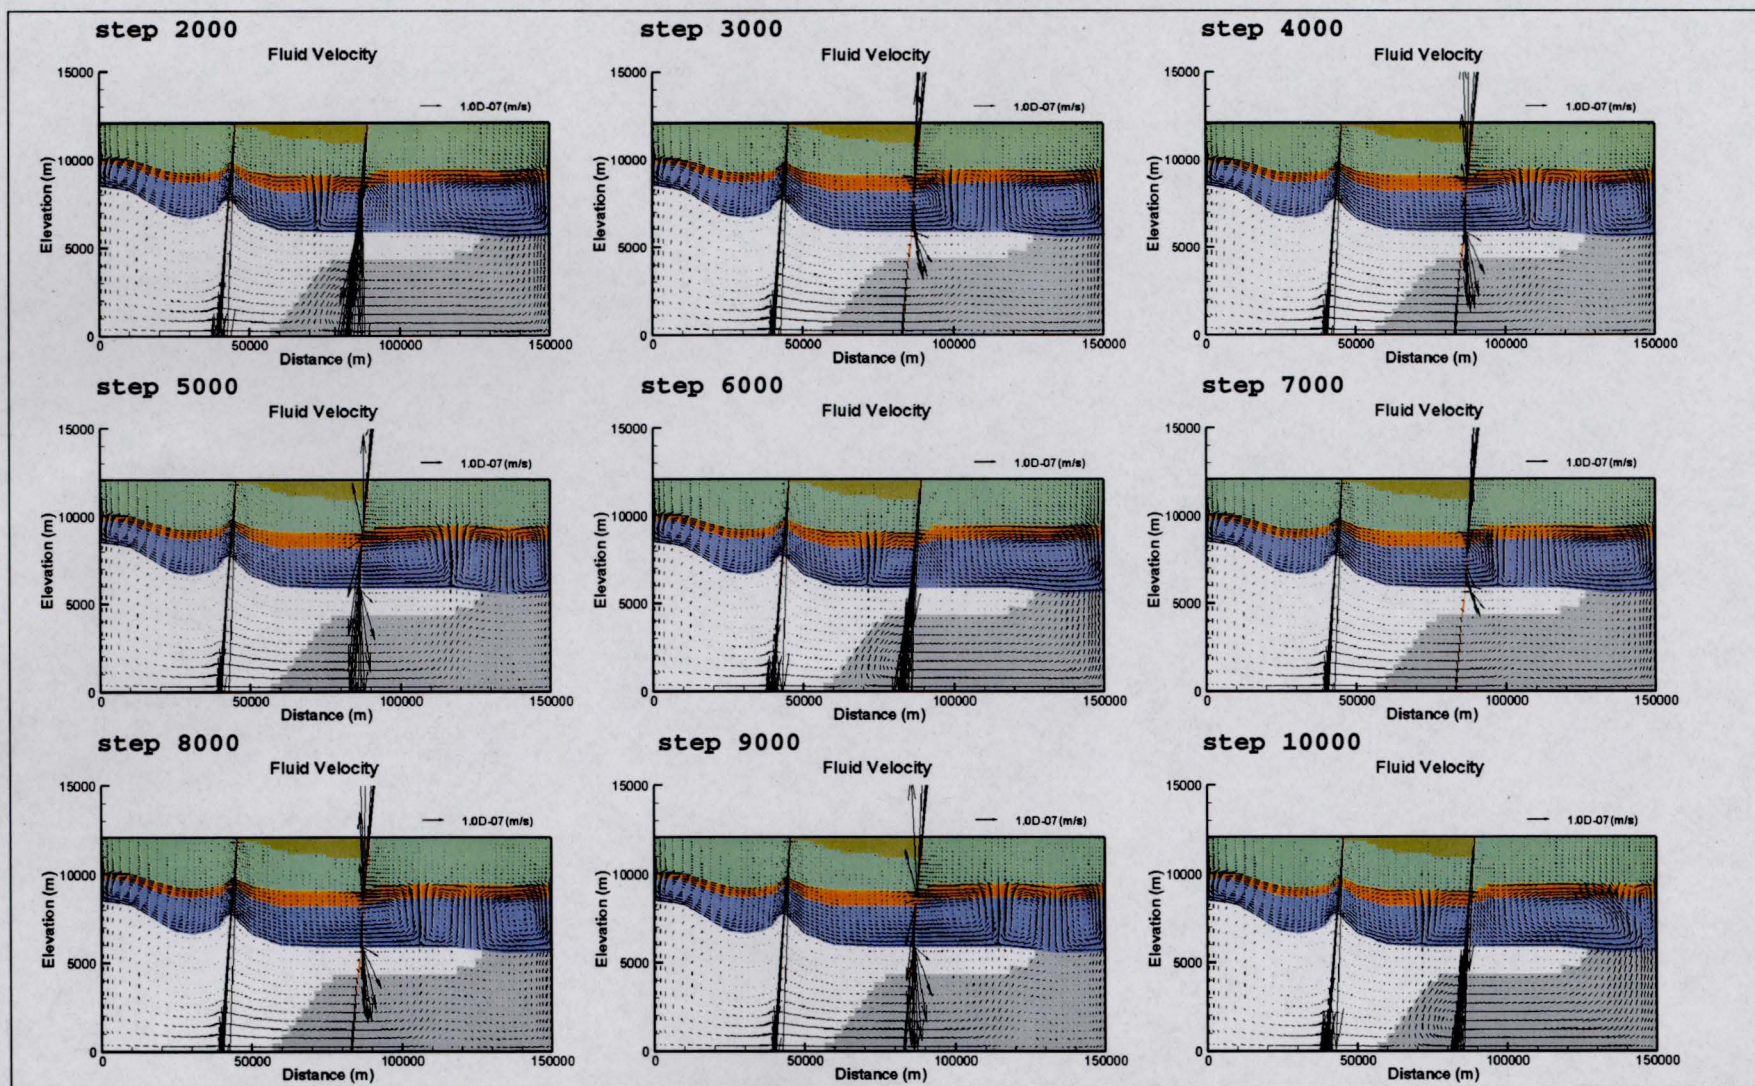 step 2000
Fluid Velocity
15000
1.0D-07(m/s)
10000
Elevation (m)
5000
0
0 50000 100000 150000
Distance (m)
step 3000
Fluid Velocity
15000
1.0D-07(m/s)
10000
Elevation (m)
5000
0
0 50000 100000 150000
Distance (m)
step 4000
Fluid Velocity
15000
1.0D-07(m/s)
10000
Elevation (m)
5000
0
0 50000 100000 150000
Distance (m)
step 5000
Fluid Velocity
15000
1.0D-07(m/s)
10000
Elevation (m)
5000
0
0 50000 100000 150000
Distance (m)
step 6000
Fluid Velocity
15000
1.0D-07(m/s)
10000
Elevation (m)
5000
0
0 50000 100000 150000
Distance (m)
step 7000
Fluid Velocity
15000
1.0D-07(m/s)
10000
Elevation (m)
5000
0
0 50000 100000 150000
Distance (m)
step 8000
Fluid Velocity
15000
1.0D-07(m/s)
10000
Elevation (m)
5000
0
0 50000 100000 150000
Distance (m)
step 9000
Fluid Velocity
15000
1.0D-07(m/s)
10000
Elevation (m)
5000
0
0 50000 100000 150000
Distance (m)
step 10000
Fluid Velocity
15000
1.0D-07(m/s)
10000
Elevation (m)
5000
0
0 50000 100000 150000
Distance (m)